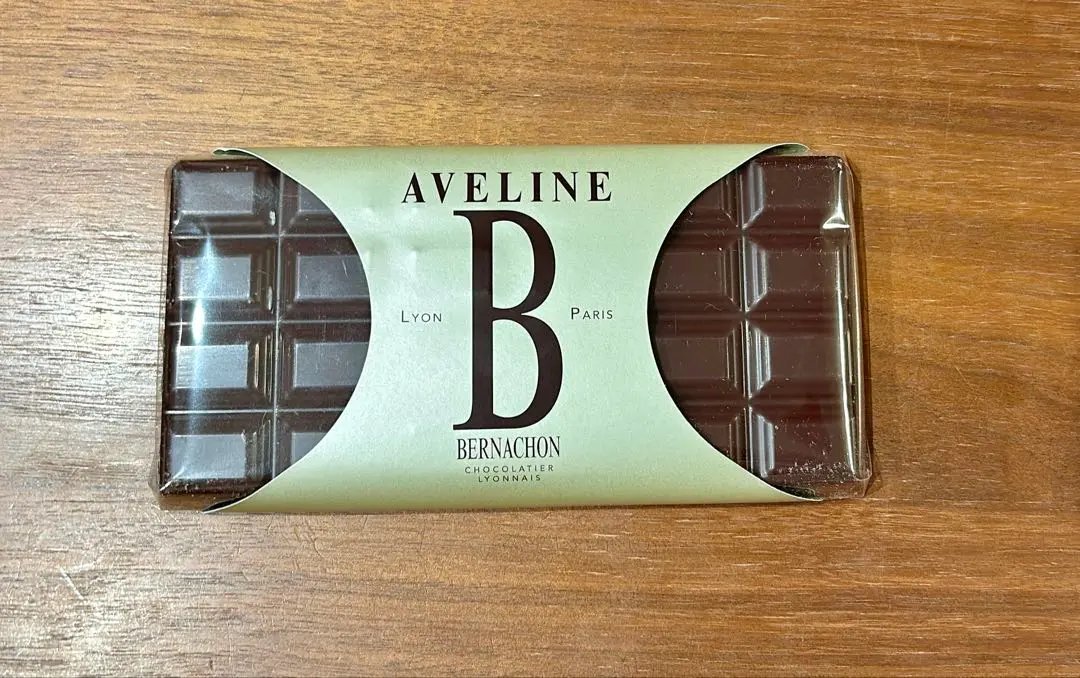 AVELINE
B
Lyon Paris
BERNACHON
CHOCOLATIER
LYONNAIS